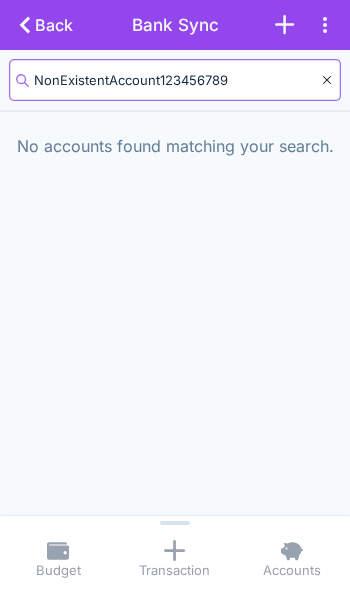 Back
Bank Sync
NonExistentAccount123456789
No accounts found matching your search.
Budget
Transaction
Accounts